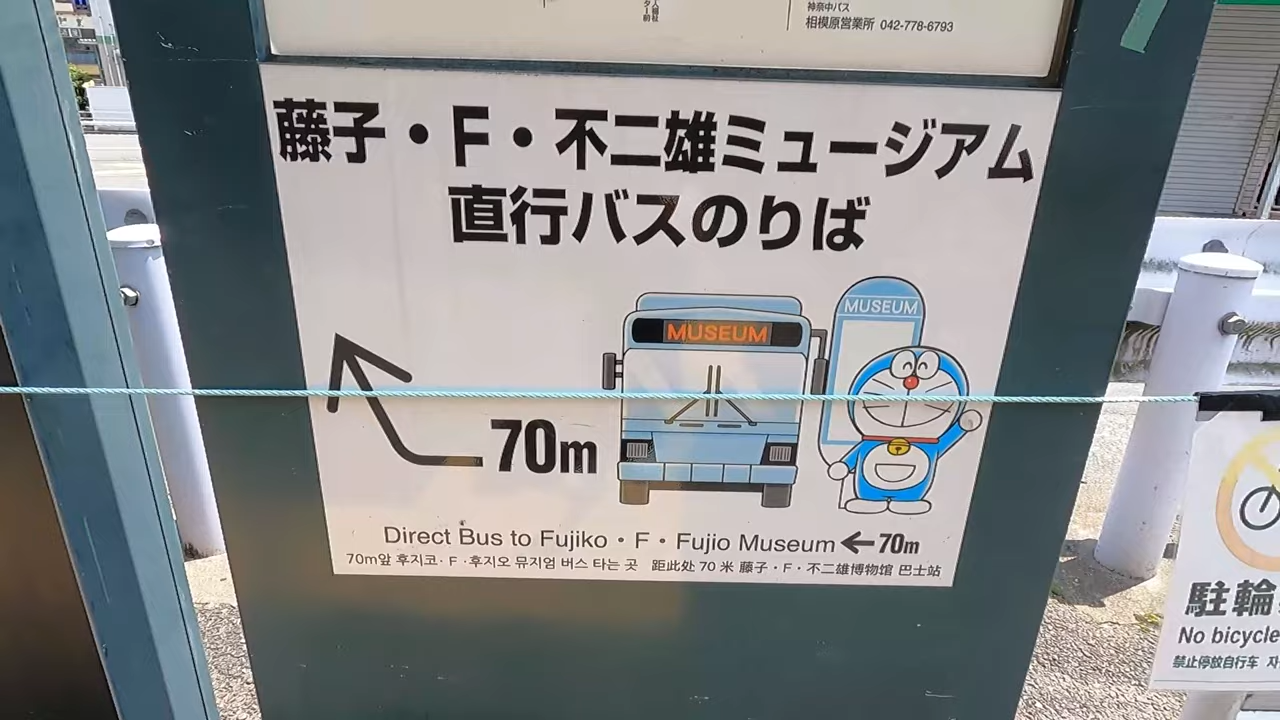 神奈中バス
相模原営業所 042-778-6793
藤子・F・不二雄ミュージアム
直行バスのりば
MUSEUM
MUSEUM
70m
Direct Bus to Fujiko・F・Fujio Museum ←70m
70m앞 후지코·F·후지오 뮤지엄 버스 타는 곳 距此处 70 米 藤子・F・不二雄博物馆 巴士站
駐輪
No bicycle
禁止停放自行车